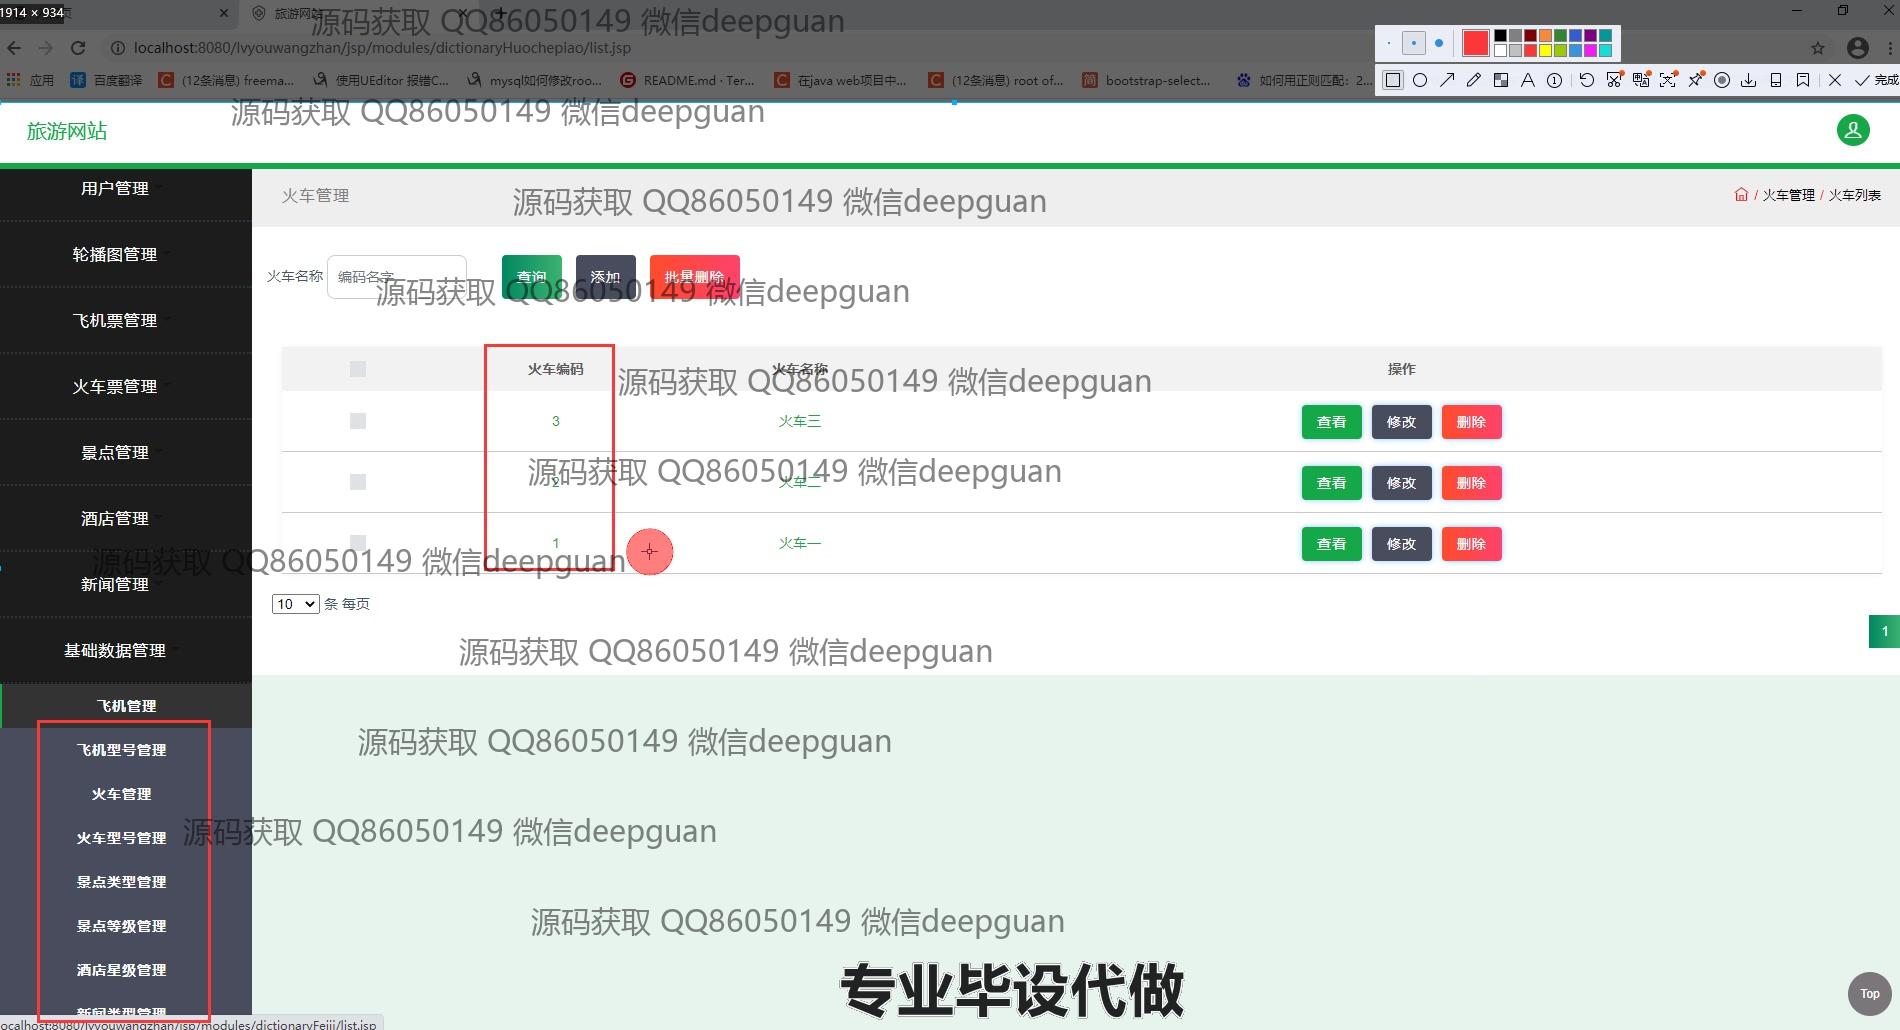 1914 × 934
旅游网站
源码获取 QQ86050149 微信deepguan
localhost:8080/lvyouwangzhan/jsp/modules/dictionaryHuochepiao/list.jsp
应用
译 百度翻译
C (12条消息) freema...
使用UEditor 报错C...
mysql如何修改roo...
G README.md · Ter...
C 在java web项目中...
C (12条消息) root of...
简 bootstrap-select...
如何用正则匹配：2...
完成
源码获取 QQ86050149 微信deepguan
旅游网站
用户管理
轮播图管理
飞机票管理
火车票管理
景点管理
酒店管理
新闻管理
基础数据管理
飞机管理
飞机型号管理
火车管理
火车型号管理
景点类型管理
景点等级管理
酒店星级管理
新闻类型管理
火车管理
源码获取 QQ86050149 微信deepguan
/ 火车管理 / 火车列表
火车名称 编码名字 查询 添加 批量删除
源码获取 QQ86050149 微信deepguan
火车编码 火车名称 操作
源码获取 QQ86050149 微信deepguan
3 火车三 查看 修改 删除
源码获取 QQ86050149 微信deepguan
2 火车二 查看 修改 删除
1 火车一 查看 修改 删除
源码获取 QQ86050149 微信deepguan
10 条 每页
1
源码获取 QQ86050149 微信deepguan
源码获取 QQ86050149 微信deepguan
源码获取 QQ86050149 微信deepguan
源码获取 QQ86050149 微信deepguan
专业毕设代做
Top
ocalhost:8080/lvyouwangzhan/jsp/modules/dictionaryFeiji/list.jsp